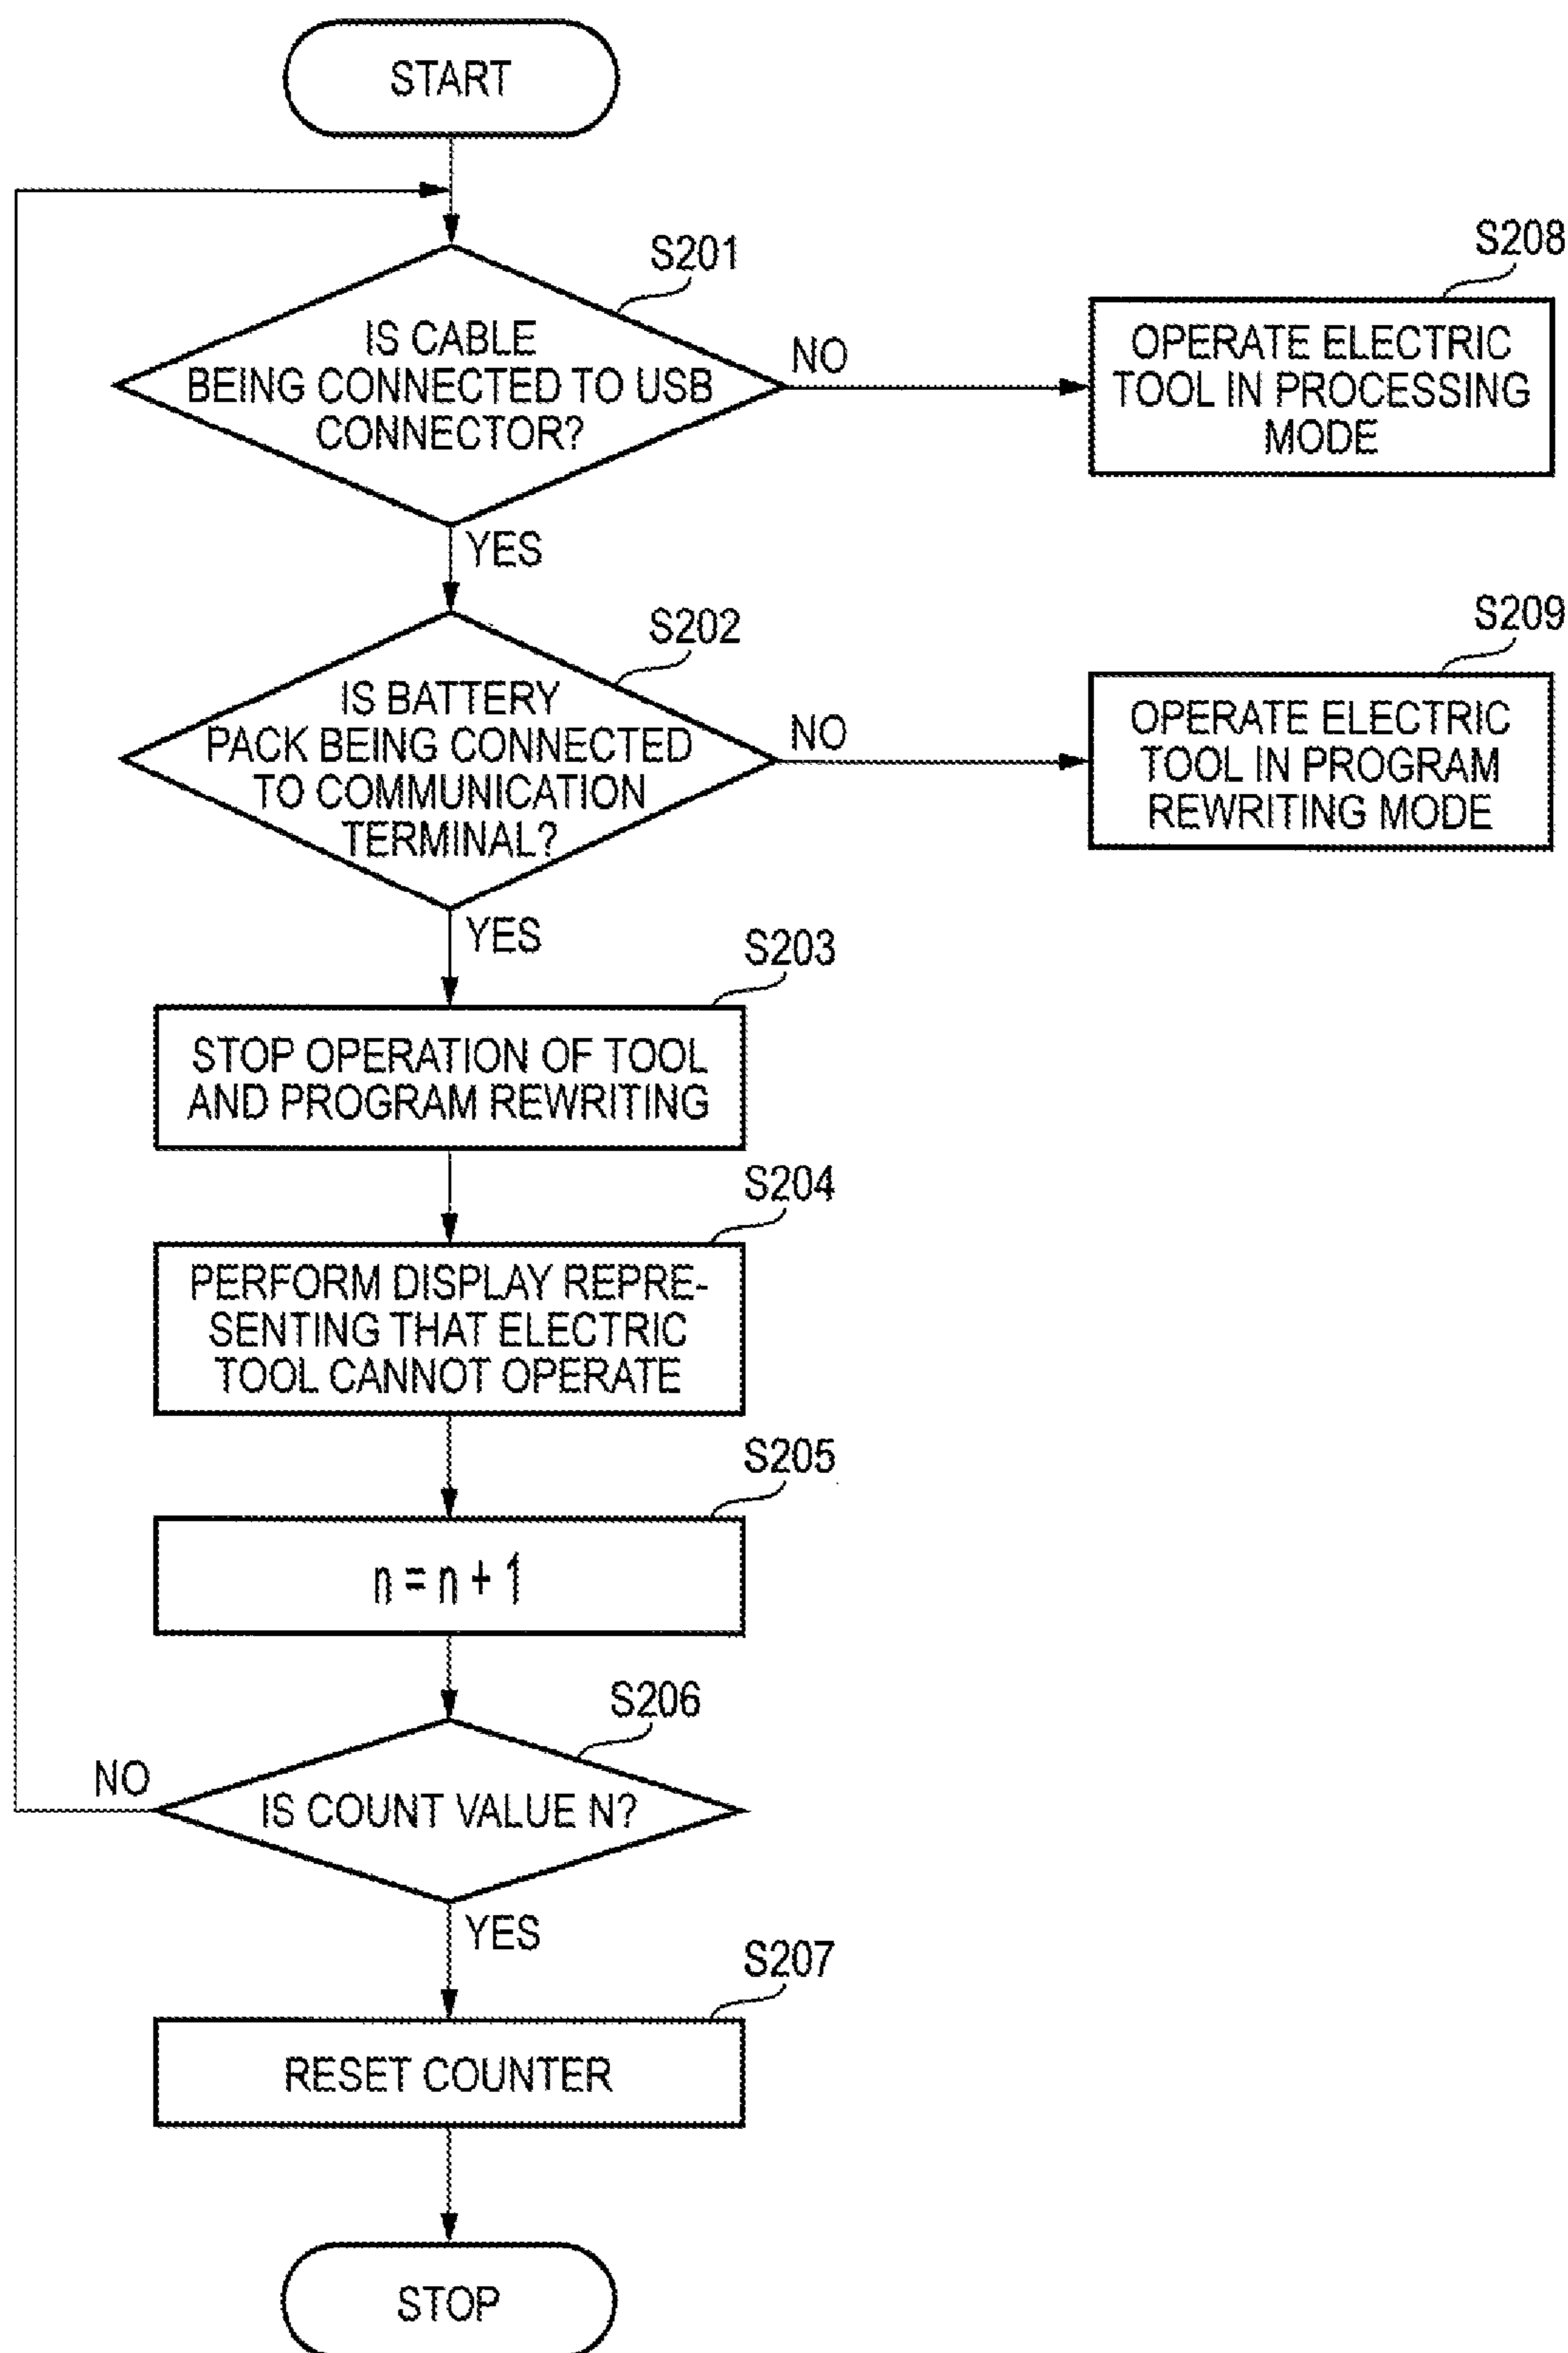 START
S201
IS CABLE
BEING CONNECTED TO USB
CONNECTOR?
NO
S208
OPERATE ELECTRIC
TOOL IN PROCESSING
MODE
YES
S202
IS BATTERY
PACK BEING CONNECTED
TO COMMUNICATION
TERMINAL?
NO
S209
OPERATE ELECTRIC
TOOL IN PROGRAM
REWRITING MODE
YES
S203
STOP OPERATION OF TOOL
AND PROGRAM REWRITING
S204
PERFORM DISPLAY REPRE-
SENTING THAT ELECTRIC
TOOL CANNOT OPERATE
S205
n = n + 1
S206
NO
IS COUNT VALUE N?
YES
S207
RESET COUNTER
STOP